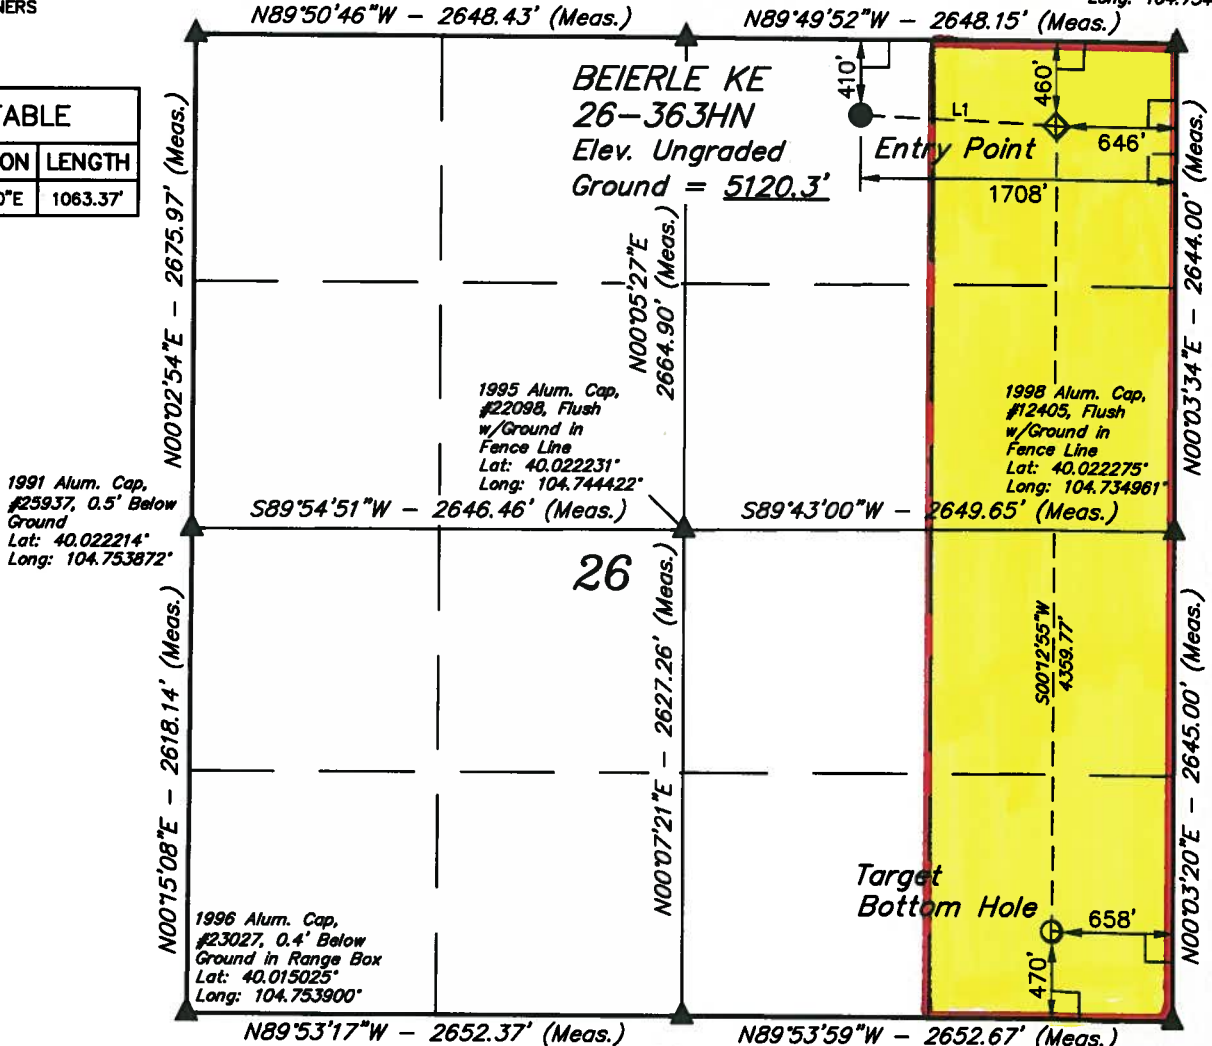 NERS
N89°50'46"W - 2648.43' (Meas.)
N89°49'52"W - 2648.15' (Meas.)
TABLE
ON LENGTH
0"E 1063.37'
BEIERLE KE
26-363HN
Elev. Ungraded
Ground = 5120.3'
410'
460'
L1
Entry Point
646'
1708'
N00°02'54"E - 2675.97' (Meas.)
N00°05'27"E
2664.90' (Meas.)
N00°03'34"E - 2644.00' (Meas.)
1995 Alum. Cap,
#22098, Flush
w/Ground in
Fence Line
Lat: 40.022231°
Long: 104.744422°
1998 Alum. Cap,
#12405, Flush
w/Ground in
Fence Line
Lat: 40.022275°
Long: 104.734961°
1991 Alum. Cap,
#25937, 0.5' Below
Ground
Lat: 40.022214°
Long: 104.753872°
S89°54'51"W - 2646.46' (Meas.)
S89°43'00"W - 2649.65' (Meas.)
26
N00°15'08"E - 2618.14' (Meas.)
N00°07'21"E - 2627.26' (Meas.)
S00°12'55"W
4359.77'
N00°03'20"E - 2645.00' (Meas.)
Target
Bottom Hole
658'
470'
1996 Alum. Cap,
#23027, 0.4' Below
Ground in Range Box
Lat: 40.015025°
Long: 104.753900°
N89°53'17"W - 2652.37' (Meas.)
N89°53'59"W - 2652.67' (Meas.)